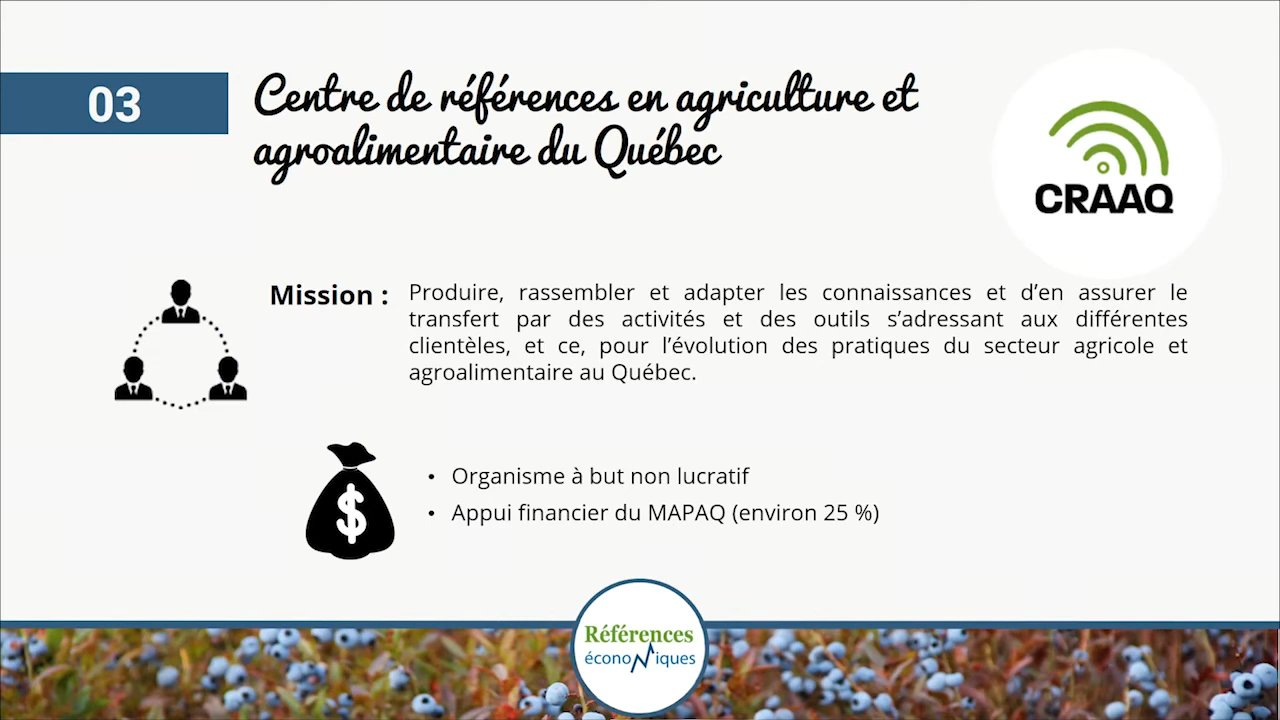 03
Centre de références en agriculture et
agroalimentaire du Québec
CRAAQ
Mission :
Produire, rassembler et adapter les connaissances et d’en assurer le
transfert par des activités et des outils s’adressant aux différentes
clientèles, et ce, pour l’évolution des pratiques du secteur agricole et
agroalimentaire au Québec.
$
• Organisme à but non lucratif
• Appui financier du MAPAQ (environ 25 %)
Références
économiques